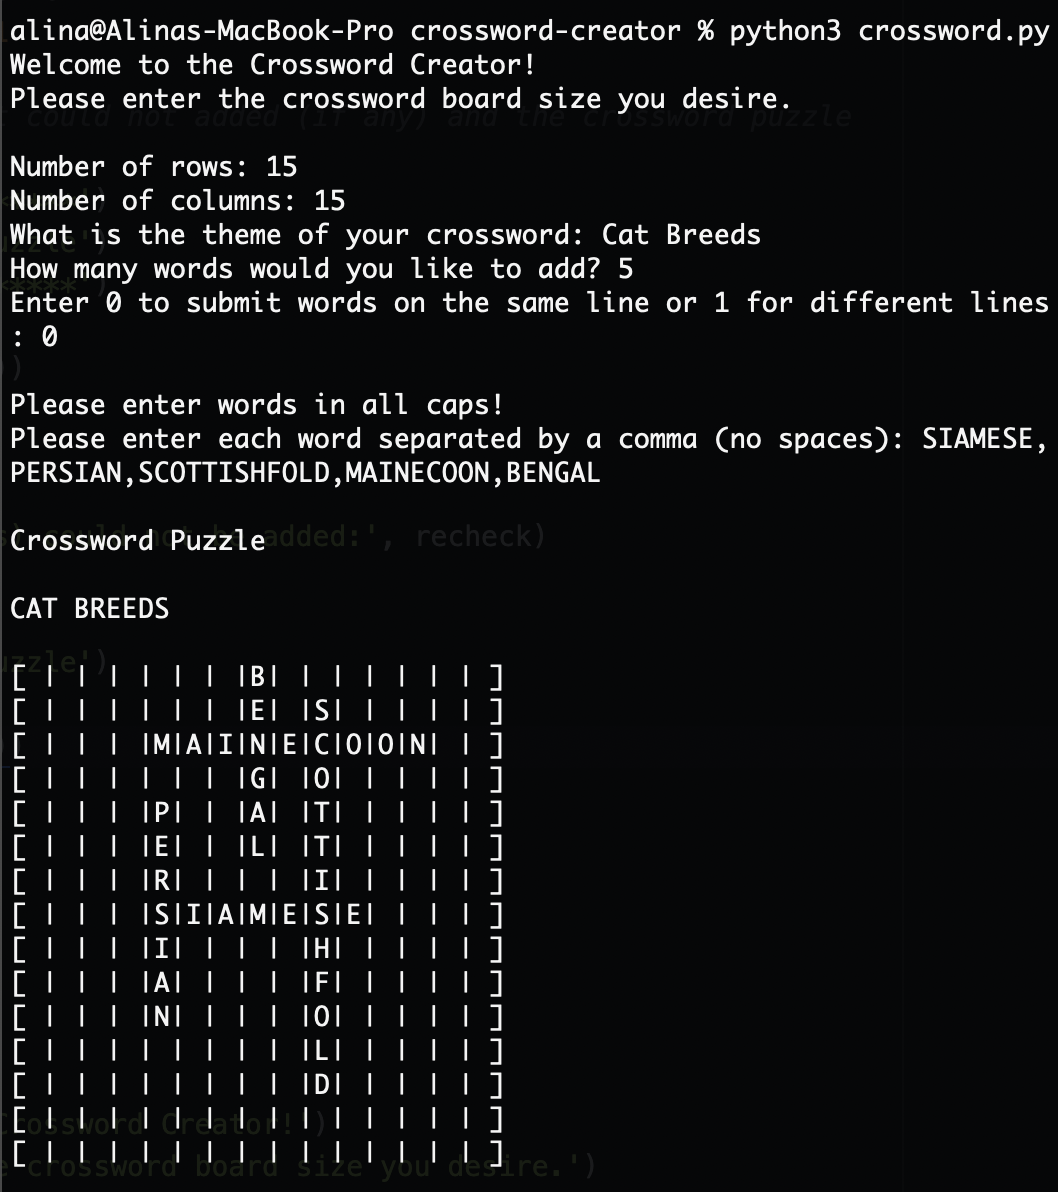 alina@Alinas-MacBook-Pro crossword-creator % python3 crossword.py
Welcome to the Crossword Creator!
Please enter the crossword board size you desire.
Number of rows: 15
Number of columns: 15
What is the theme of your crossword: Cat Breeds
How many words would you like to add? 5
Enter 0 to submit words on the same line or 1 for different lines
: 0
Please enter words in all caps!
Please enter each word separated by a comma (no spaces): SIAMESE,
PERSIAN,SCOTTISHFOLD,MAINECOON,BENGAL
Crossword Puzzle
CAT BREEDS
[ | | | | | | |B| | | | | | | ]
[ | | | | | | |E| |S| | | | | ]
[ | | | |M|A|I|N|E|C|O|O|N| | ]
[ | | | | | | |G| |O| | | | | ]
[ | | | |P| | |A| |T| | | | | ]
[ | | | |E| | |L| |T| | | | | ]
[ | | | |R| | | | |I| | | | | ]
[ | | | |S|I|A|M|E|S|E| | | | ]
[ | | | |I| | | | |H| | | | | ]
[ | | | |A| | | | |F| | | | | ]
[ | | | |N| | | | |O| | | | | ]
[ | | | | | | | | |L| | | | | ]
[ | | | | | | | | |D| | | | | ]
[ | | | | | | | | | | | | | | ]
[ | | | | | | | | | | | | | | ]